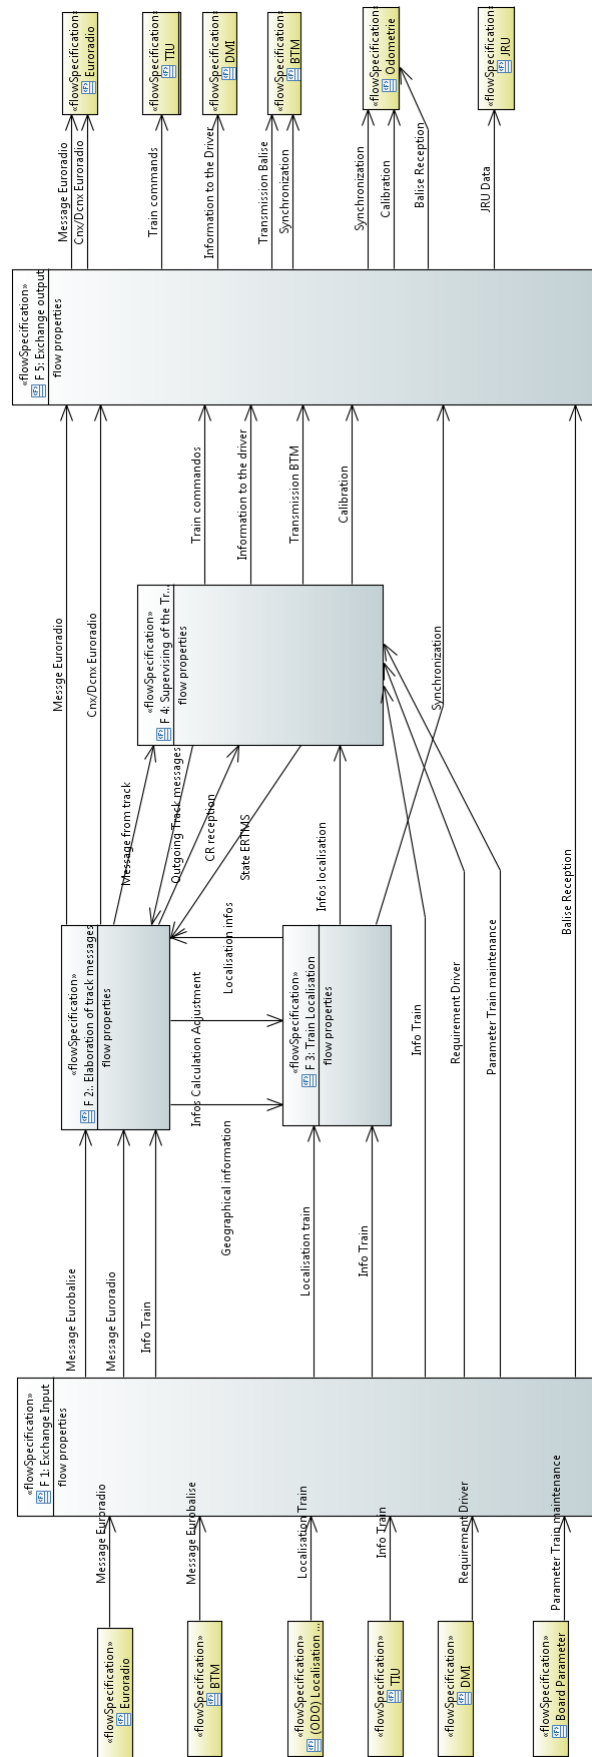 «flowSpecification»
Euroradio
«flowSpecification»
TIU
«flowSpecification»
DMI
«flowSpecification»
BTM
«flowSpecification»
Odometrie
«flowSpecification»
JRU
Message Euroradio
Cnx/Dcnx Euroradio
Train commands
Information to the Driver
Transmission Balise
Synchronization
Synchronization
Calibration
Balise Reception
JRU Data
«flowSpecification»
F 5: Exchange output
flow properties
Messge Euroradio
Cnx/Dcnx Euroradio
Train commandos
Information to the driver
Transmission BTM
Calibration
Synchronization
Balise Reception
«flowSpecification»
F 4: Supervising of the Tr...
flow properties
Message from track
Outgoing Track messages
CR reception
State ERTMS
Infos localisation
«flowSpecification»
F 2:. Elaboration of track messages
flow properties
Localisation infos
Infos Calculation Adjustment
Geographical information
«flowSpecification»
F 3: Train Localisation
flow properties
Info Train
Requirement Driver
Parameter Train maintenance
Message Eurobalise
Message Euroradio
Info Train
Localisation train
Info Train
«flowSpecification»
F 1: Exchange Input
flow properties
Message Euroradio
Message Eurobalise
Localisation Train
Info Train
Requirement Driver
Parameter Train maintenance
«flowSpecification»
Euroradio
«flowSpecification»
BTM
«flowSpecification»
(ODO) Localisation ...
«flowSpecification»
TIU
«flowSpecification»
DMI
«flowSpecification»
Board Parameter